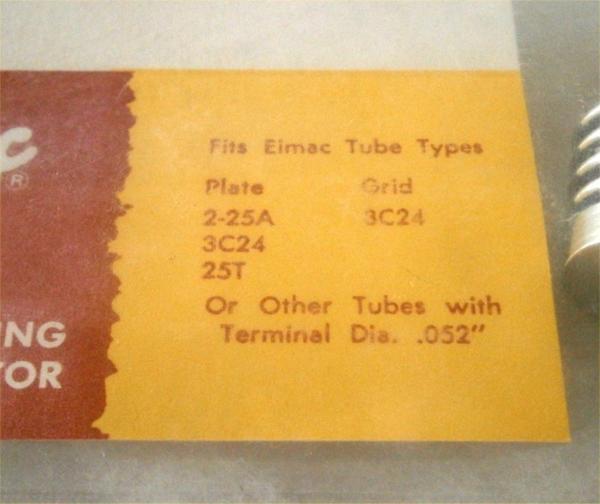 c
®
ING
TOR
Fits Eimac Tube Types
Plate Grid
2-25A 3C24
3C24
25T
Or Other Tubes with
Terminal Dia. .052"